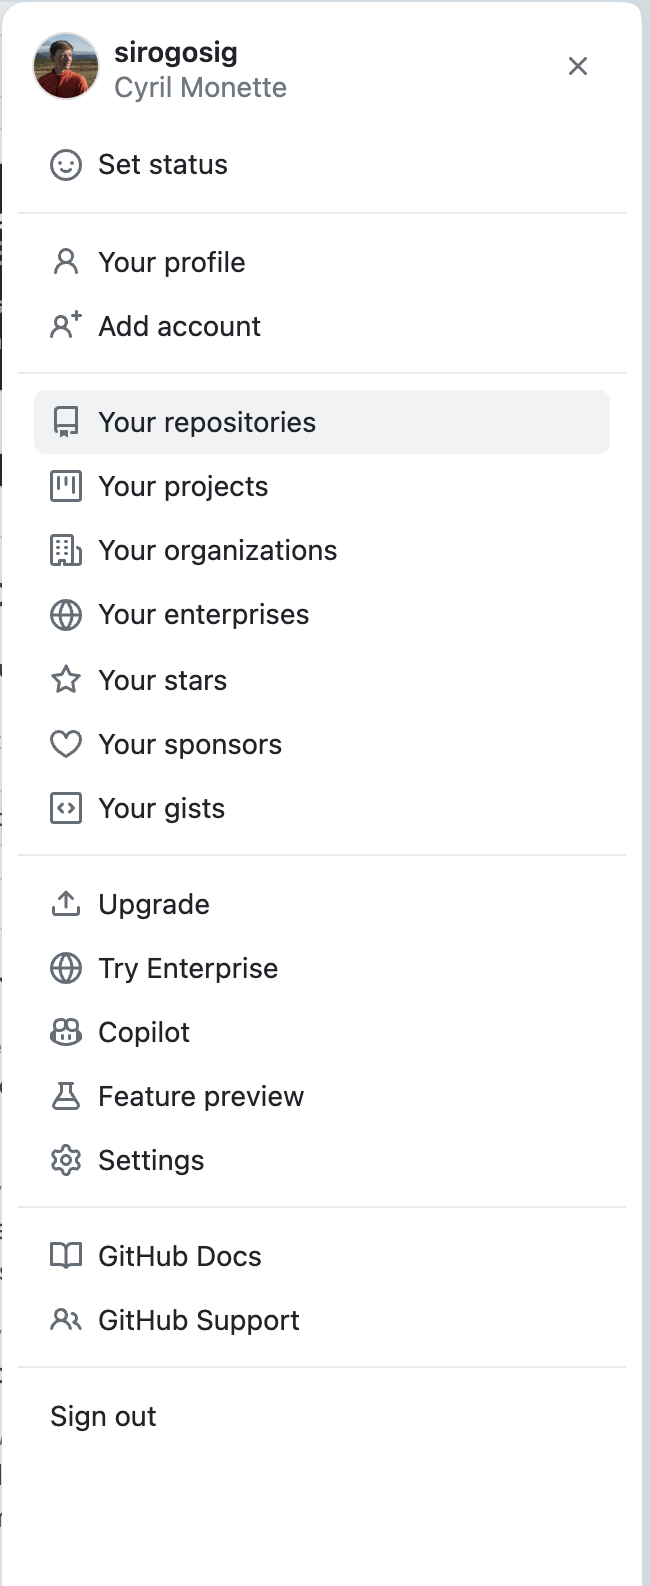 sirogosig
Cyril Monette
Set status
Your profile
Add account
Your repositories
Your projects
Your organizations
Your enterprises
Your stars
Your sponsors
Your gists
Upgrade
Try Enterprise
Copilot
Feature preview
Settings
GitHub Docs
GitHub Support
Sign out